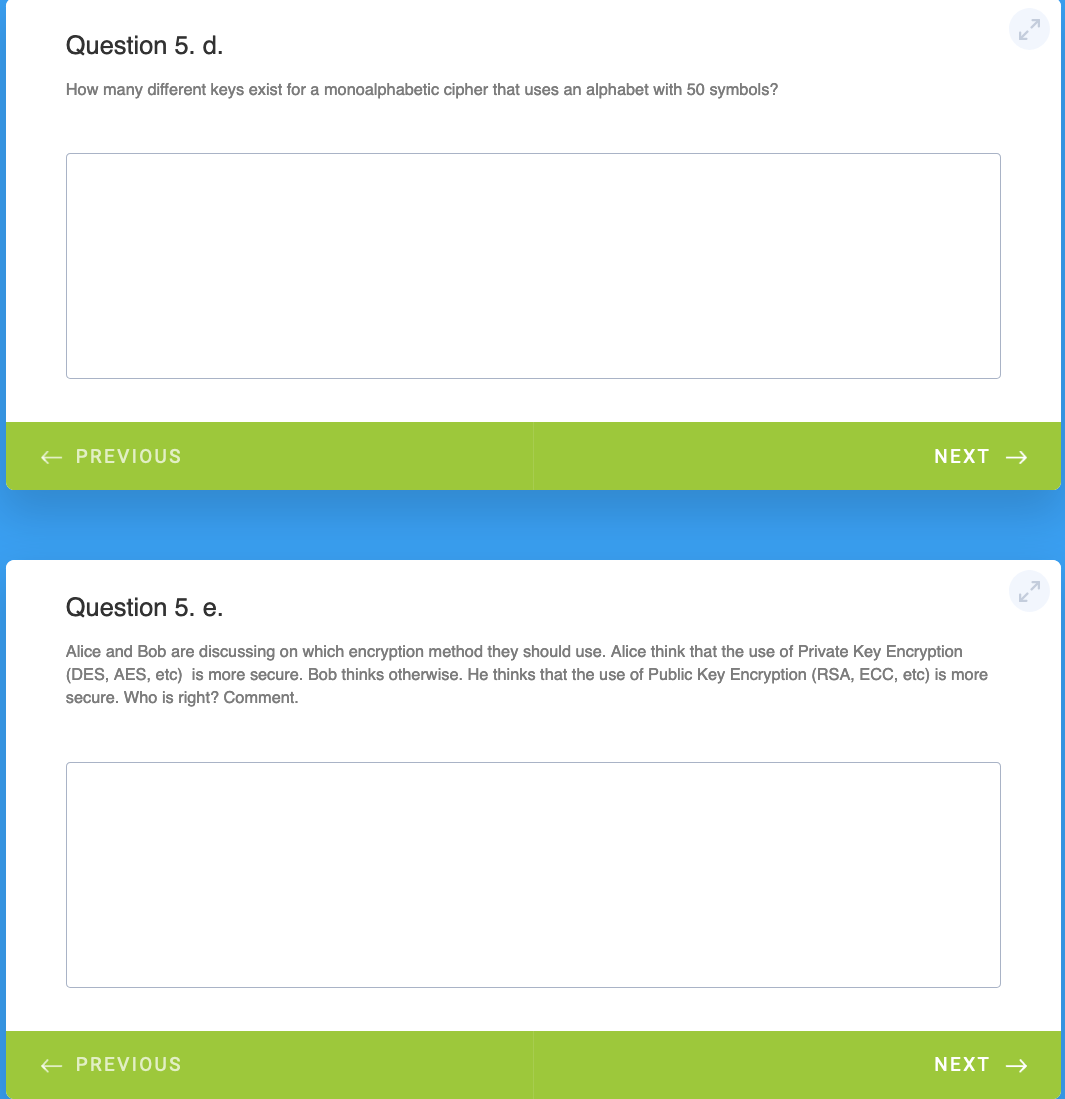 Question 5. d.
How many different keys exist for a monoalphabetic cipher that uses an alphabet with 50 symbols?
← PREVIOUS
NEXT →
Question 5. e.
Alice and Bob are discussing on which encryption method they should use. Alice think that the use of Private Key Encryption
(DES, AES, etc)  is more secure. Bob thinks otherwise. He thinks that the use of Public Key Encryption (RSA, ECC, etc) is more
secure. Who is right? Comment.
← PREVIOUS
NEXT →